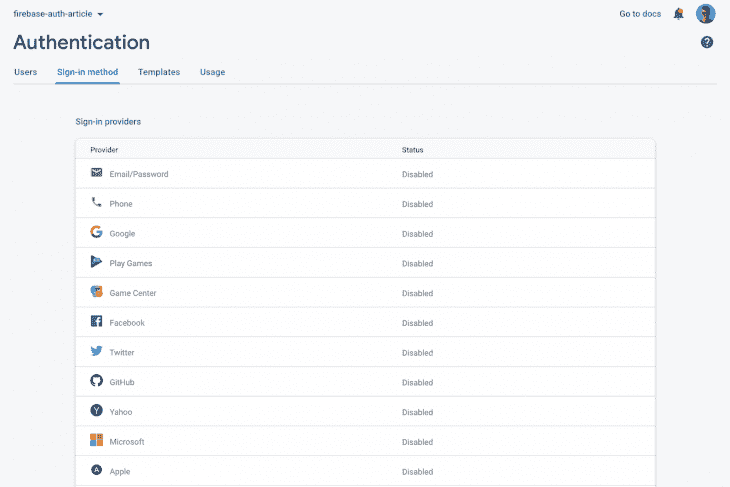 firebase-auth-article Go to docs
Authentication
Users Sign-in method Templates Usage
Sign-in providers
Provider Status
Email/Password Disabled
Phone Disabled
Google Disabled
Play Games Disabled
Game Center Disabled
Facebook Disabled
Twitter Disabled
GitHub Disabled
Yahoo Disabled
Microsoft Disabled
Apple Disabled